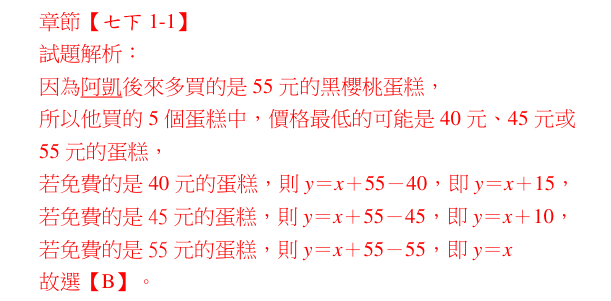 章節【七下 1-1】
試題解析：
因為阿凱後來多買的是 55 元的黑櫻桃蛋糕，
所以他買的 5 個蛋糕中，價格最低的可能是 40 元、45 元或
55 元的蛋糕，
若免費的是 40 元的蛋糕，則 y＝x＋55－40，即 y＝x＋15，
若免費的是 45 元的蛋糕，則 y＝x＋55－45，即 y＝x＋10，
若免費的是 55 元的蛋糕，則 y＝x＋55－55，即 y＝x
故選【B】。